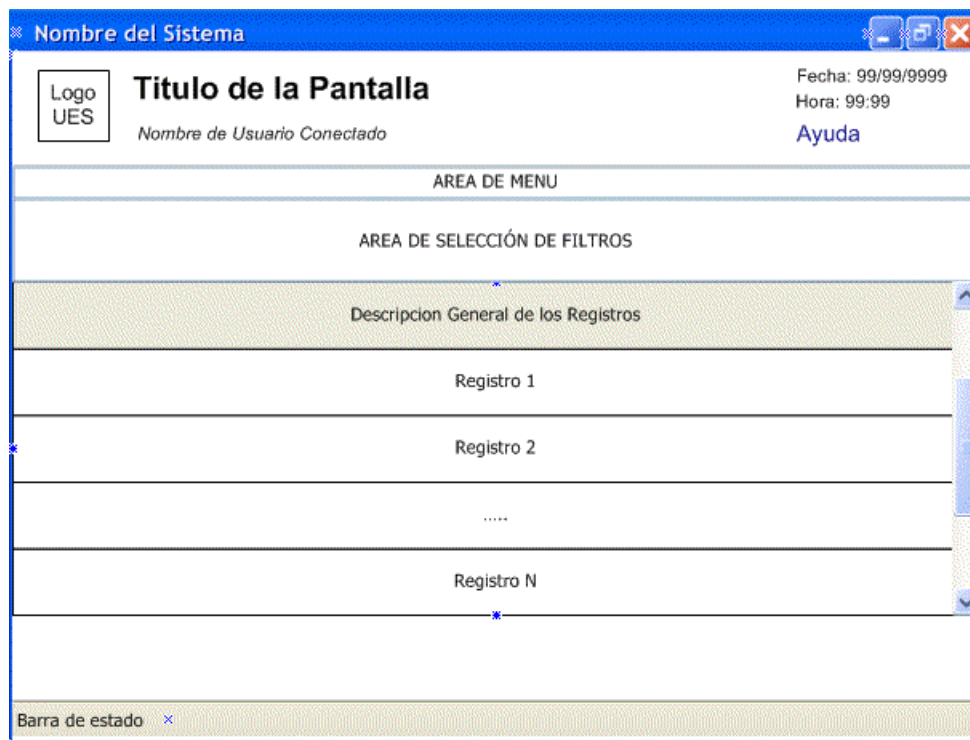 Nombre del Sistema
Logo
UES
Titulo de la Pantalla
Nombre de Usuario Conectado
Fecha: 99/99/9999
Hora: 99:99
Ayuda
AREA DE MENU
AREA DE SELECCIÓN DE FILTROS
Descripcion General de los Registros
Registro 1
Registro 2
.....
Registro N
Barra de estado